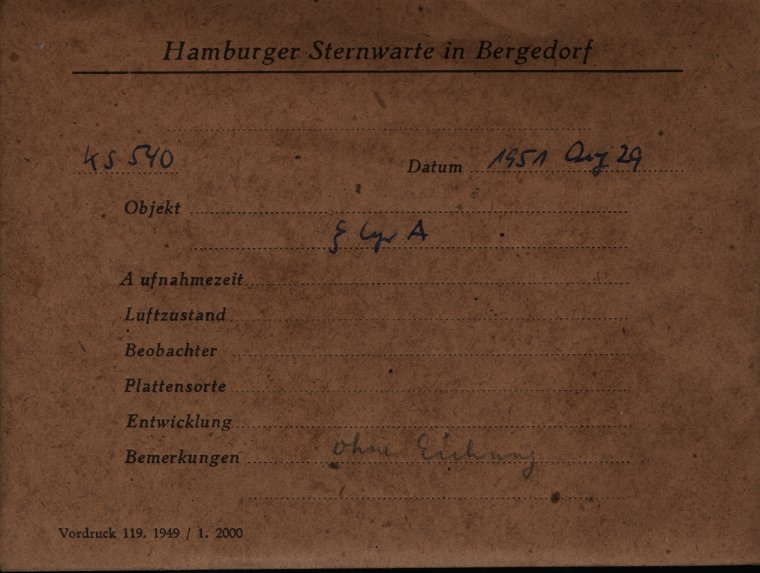 Hamburger Sternwarte in Bergedorf
KS 540 Datum 1951 Aug 29
Objekt
ξ Cyg A
Aufnahmezeit
Luftzustand
Beobachter
Plattensorte
Entwicklung
Bemerkungen ohne Eichung
Vordruck 119. 1949 / 1. 2000